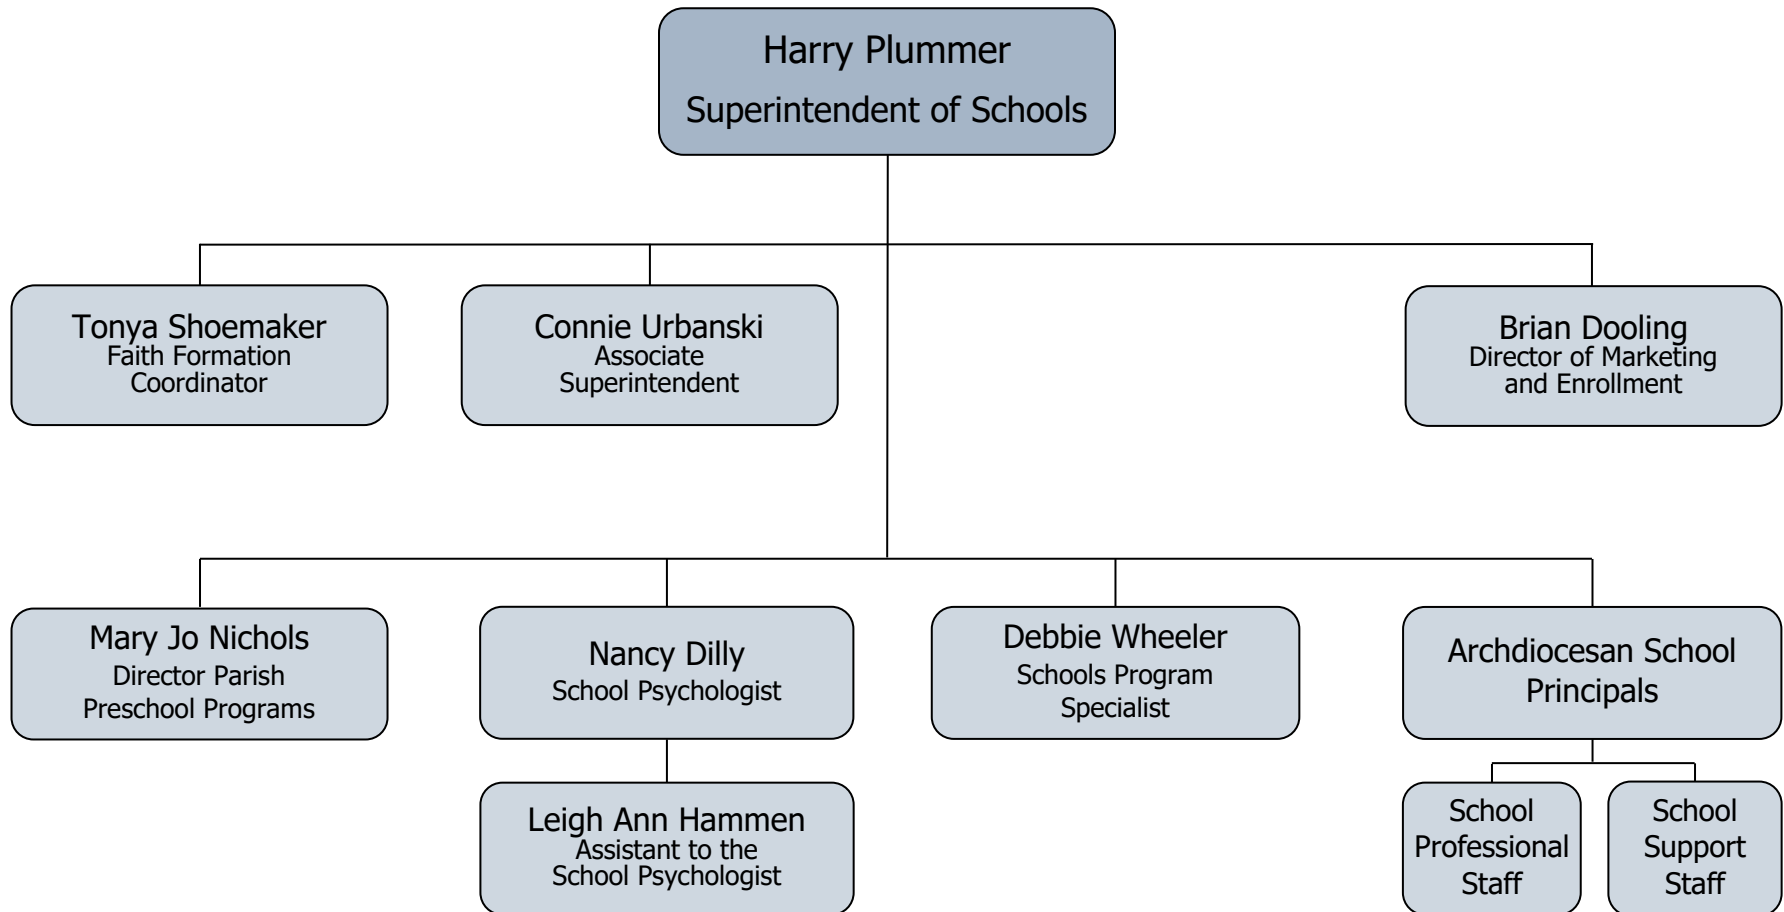 Harry Plummer
Superintendent of Schools
Tonya Shoemaker
Faith Formation
Coordinator
Connie Urbanski
Associate
Superintendent
Brian Dooling
Director of Marketing
and Enrollment
Mary Jo Nichols
Director Parish
Preschool Programs
Nancy Dilly
School Psychologist
Debbie Wheeler
Schools Program
Specialist
Archdiocesan School
Principals
Leigh Ann Hammen
Assistant to the
School Psychologist
School
Professional
Staff
School
Support
Staff